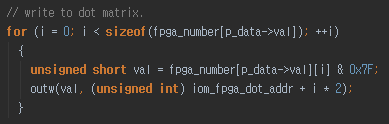 // write to dot matrix.
for (i = 0; i < sizeof(fpga_number[p_data->val]); ++i)
{
unsigned short val = fpga_number[p_data->val][i] & 0x7F;
outw(val, (unsigned int) iom_fpga_dot_addr + i * 2);
}